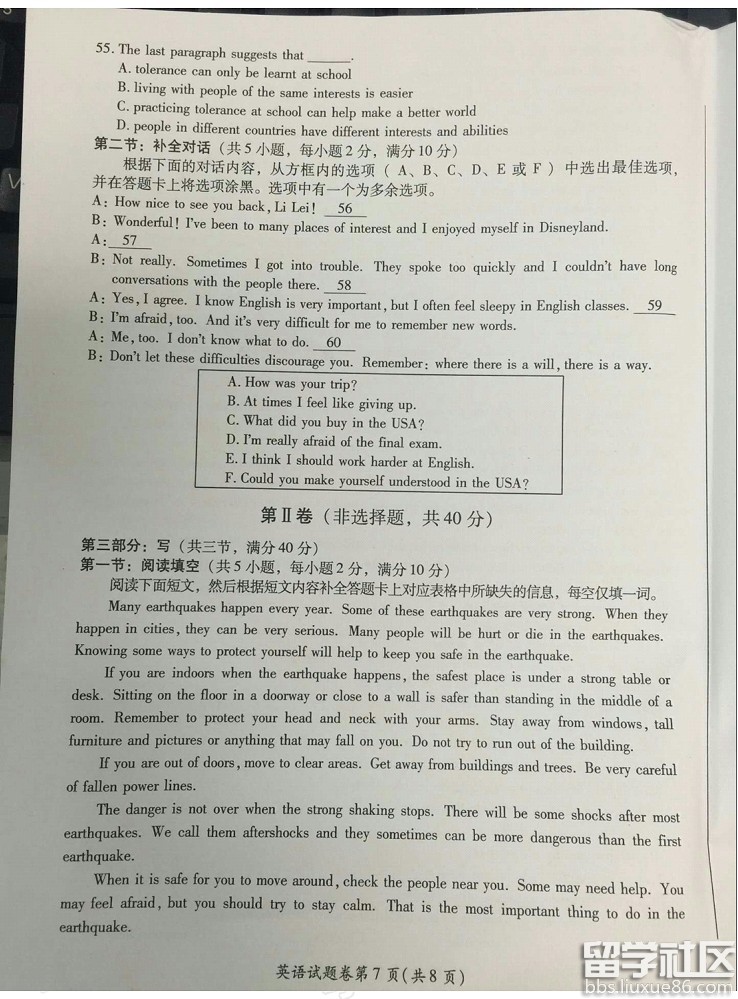 55. The last paragraph suggests that ______.
A. tolerance can only be learnt at school
B. living with people of the same interests is easier
C. practicing tolerance at school can help make a better world
D. people in different countries have different interests and abilities
第二节：补全对话（共5小题，每小题2分，满分10分）
根据下面的对话内容，从方框内的选项（A、B、C、D、E或F）中选出最佳选项，
并在答题卡上将选项涂黑。选项中有一个为多余选项。
A: How nice to see you back, Li Lei! 56
B: Wonderful! I've been to many places of interest and I enjoyed myself in Disneyland.
A: 57
B: Not really. Sometimes I got into trouble. They spoke too quickly and I couldn't have long
conversations with the people there. 58
A: Yes, I agree. I know English is very important, but I often feel sleepy in English classes. 59
B: I'm afraid, too. And it's very difficult for me to remember new words.
A: Me, too. I don't know what to do. 60
B: Don't let these difficulties discourage you. Remember: where there is a will, there is a way.
A. How was your trip?
B. At times I feel like giving up.
C. What did you buy in the USA?
D. I'm really afraid of the final exam.
E. I think I should work harder at English.
F. Could you make yourself understood in the USA?
第Ⅱ卷（非选择题，共40分）
第三部分：写（共三节，满分40分）
第一节：阅读填空（共5小题，每小题2分，满分10分）
阅读下面短文，然后根据短文内容补全答题卡上对应表格中所缺失的信息，每空仅填一词。
Many earthquakes happen every year. Some of these earthquakes are very strong. When they
happen in cities, they can be very serious. Many people will be hurt or die in the earthquakes.
Knowing some ways to protect yourself will help to keep you safe in the earthquake.
If you are indoors when the earthquake happens, the safest place is under a strong table or
desk. Sitting on the floor in a doorway or close to a wall is safer than standing in the middle of a
room. Remember to protect your head and neck with your arms. Stay away from windows, tall
furniture and pictures or anything that may fall on you. Do not try to run out of the building.
If you are out of doors, move to clear areas. Get away from buildings and trees. Be very careful
of fallen power lines.
The danger is not over when the strong shaking stops. There will be some shocks after most
earthquakes. We call them aftershocks and they sometimes can be more dangerous than the first
earthquake.
When it is safe for you to move around, check the people near you. Some may need help. You
may feel afraid, but you should try to stay calm. That is the most important thing to do in the
earthquake.
英语试题卷第7页(共8页)
留学社区
bbs.liuxue86.com